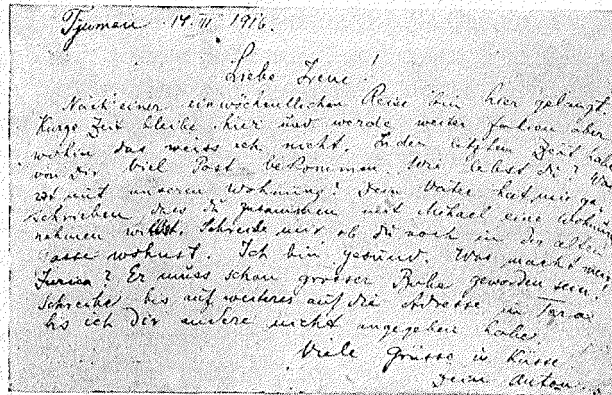 Tjumen 14. III. 1916.
Liebe Irene!
Nach einer einwöchentlichen Reise bin hier gelangt
Kurze Zeit bleibe hier und werde weiter fahren aber
wohin das weiss ich nicht. In der letzten Zeit habe
von dir viel Post bekommen. Wie lebst du? Was
ist mit unseren Wohnung? Dein Vater hat mir ge-
schrieben dass du zusammen mit Mihael eine Wohnung
nehmen willst. Schreibe mir ob du noch in der alten
Gasse wohnst. Ich bin gesund. Was macht mein
Jurica? Er muss schon grosser Bube geworden sein.
Schreibe bis auf weiteres auf die Adresse in Tara
bis ich Dir andere nicht angegeben habe.
Viele Grüsse u Küsse
Dein Anton.